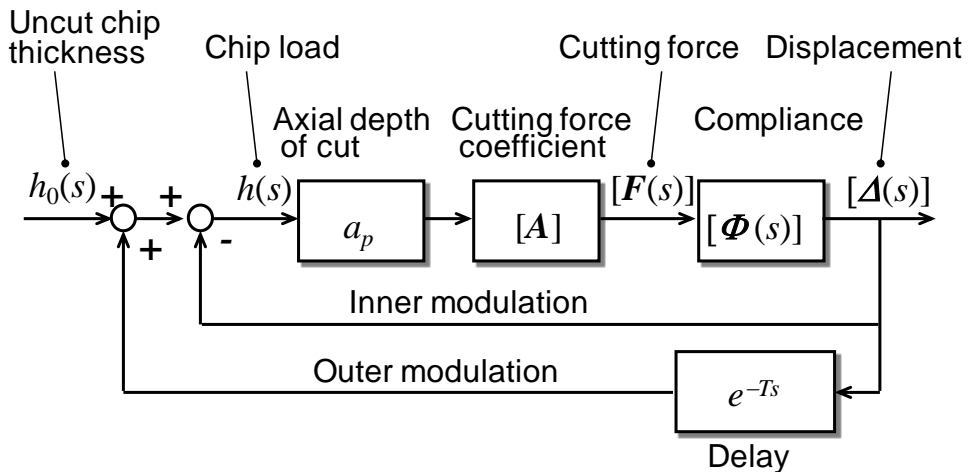 Uncut chip
thickness
Chip load
Cutting force
Displacement
Axial depth
of cut
Cutting force
coefficient
Compliance
h₀(s)
+
+
+
-
h(s)
aₚ
[A]
[F(s)]
[Φ(s)]
[Δ(s)]
Inner modulation
Outer modulation
e⁻ᵀˢ
Delay